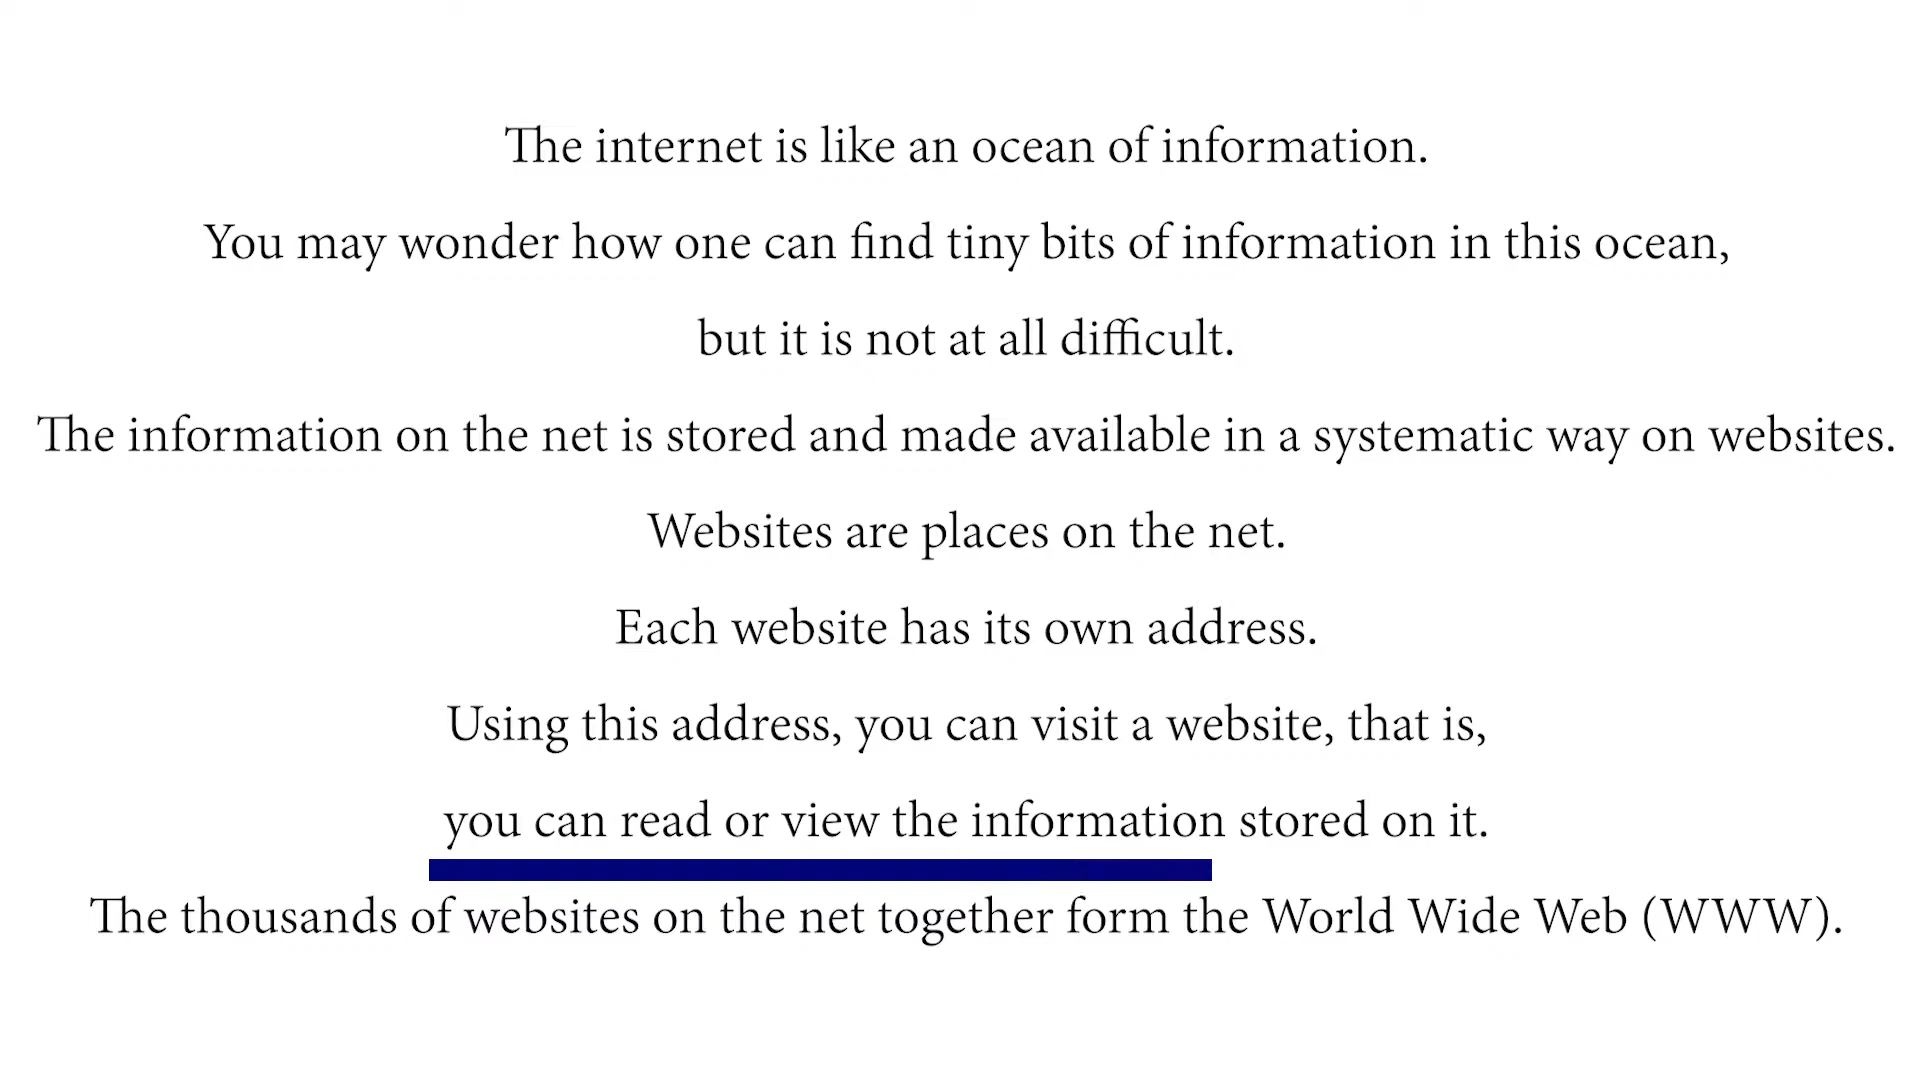 The internet is like an ocean of information.
You may wonder how one can find tiny bits of information in this ocean,
but it is not at all difficult.
The information on the net is stored and made available in a systematic way on websites.
Websites are places on the net.
Each website has its own address.
Using this address, you can visit a website, that is,
you can read or view the information stored on it.
The thousands of websites on the net together form the World Wide Web (WWW).